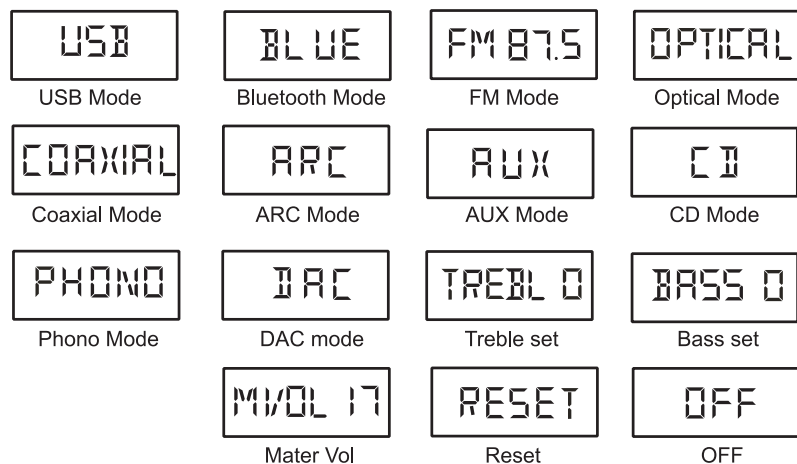 USB BLUE FM 87.5 OPTICAL
USB Mode Bluetooth Mode FM Mode Optical Mode
COAXIAL ARC AUX CD
Coaxial Mode ARC Mode AUX Mode CD Mode
PHONO DAC TREBL 0 BASS 0
Phono Mode DAC mode Treble set Bass set
MVOL 17 RESET OFF
Mater Vol Reset OFF